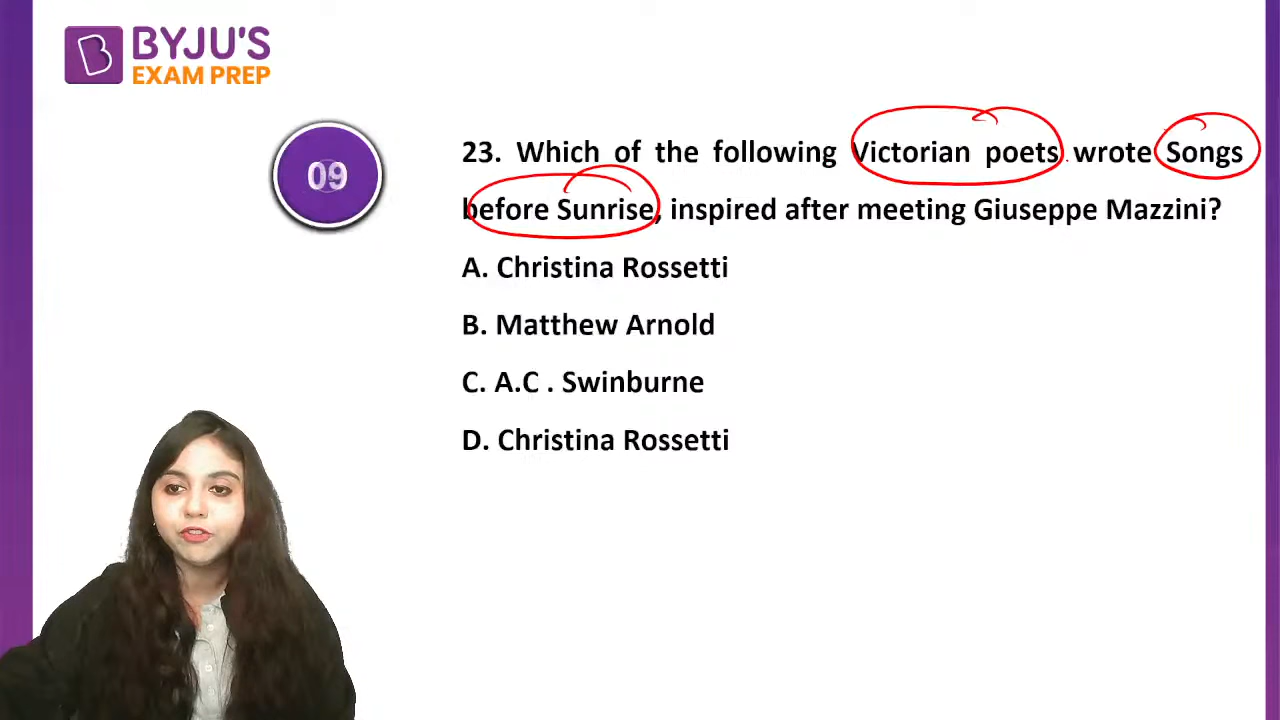 BYJU'S
EXAM PREP
09
23. Which of the following Victorian poets wrote Songs
before Sunrise, inspired after meeting Giuseppe Mazzini?
A. Christina Rossetti
B. Matthew Arnold
C. A.C . Swinburne
D. Christina Rossetti